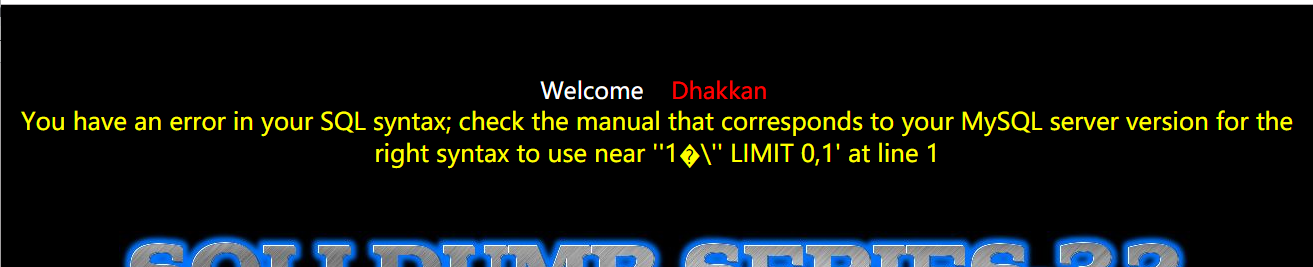 Welcome Dhakkan
You have an error in your SQL syntax; check the manual that corresponds to your MySQL server version for the
right syntax to use near ''1�\'' LIMIT 0,1' at line 1